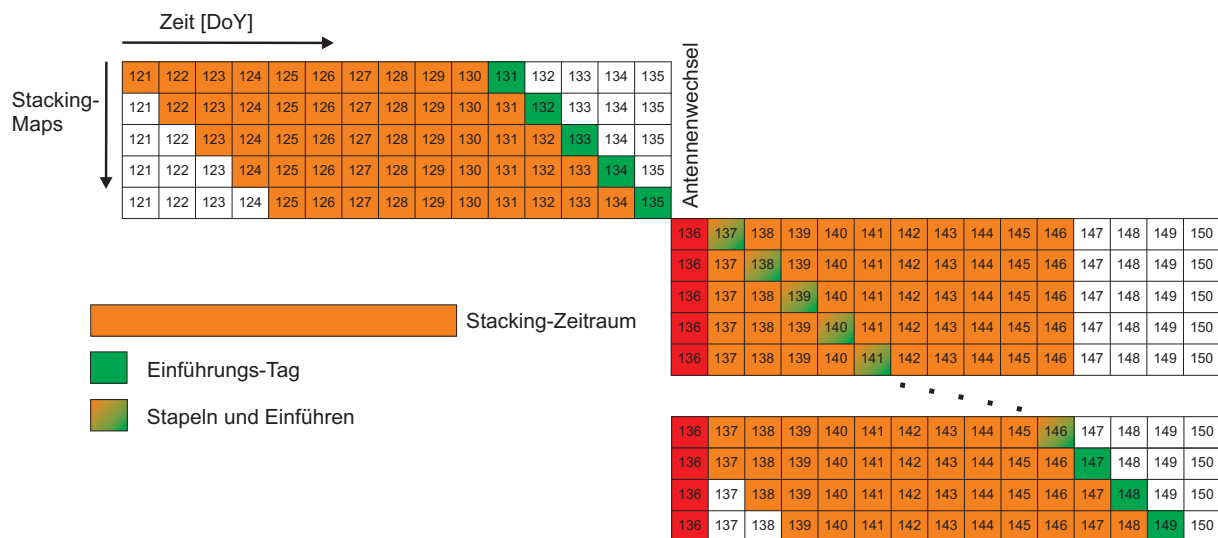 Zeit [DoY]
Stacking-
Maps
121 122 123 124 125 126 127 128 129 130 131 132 133 134 135
121 122 123 124 125 126 127 128 129 130 131 132 133 134 135
121 122 123 124 125 126 127 128 129 130 131 132 133 134 135
121 122 123 124 125 126 127 128 129 130 131 132 133 134 135
121 122 123 124 125 126 127 128 129 130 131 132 133 134 135
Antennenwechsel
136 137 138 139 140 141 142 143 144 145 146 147 148 149 150
136 137 138 139 140 141 142 143 144 145 146 147 148 149 150
136 137 138 139 140 141 142 143 144 145 146 147 148 149 150
136 137 138 139 140 141 142 143 144 145 146 147 148 149 150
136 137 138 139 140 141 142 143 144 145 146 147 148 149 150
Stacking-Zeitraum
Einführungs-Tag
Stapeln und Einführen
136 137 138 139 140 141 142 143 144 145 146 147 148 149 150
136 137 138 139 140 141 142 143 144 145 146 147 148 149 150
136 137 138 139 140 141 142 143 144 145 146 147 148 149 150
136 137 138 139 140 141 142 143 144 145 146 147 148 149 150